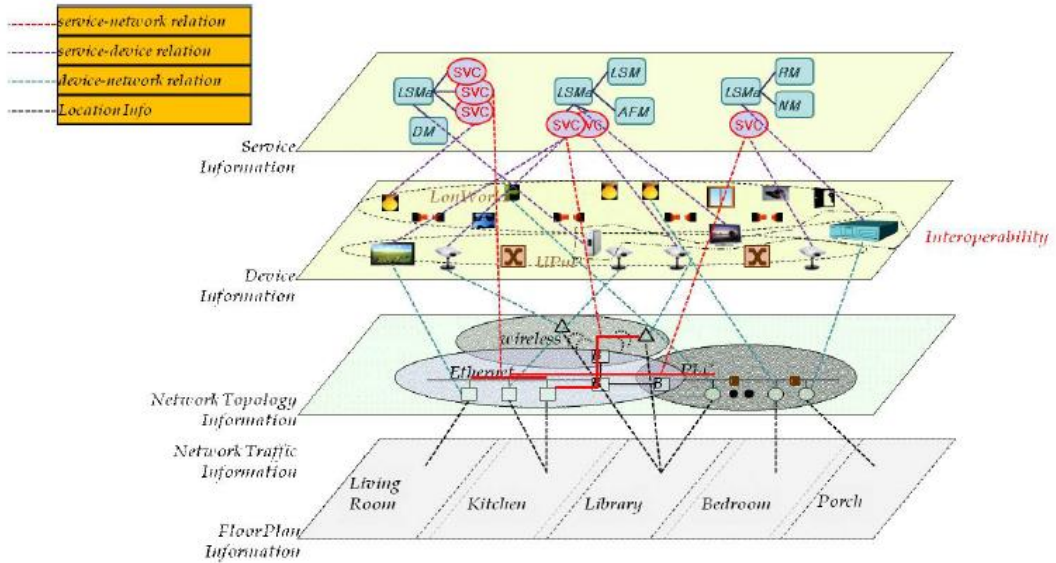 service-network relation
service-device relation
device-network relation
Location Info
SVC
SVC
SVC
LSMa
DM
LSMa
LSM
AFM
SVC
VC
LSMa
RM
NM
SVC
Service
Information
LonWork
UPnP
Interoperability
Device
Information
wireless
Ethernet
B
B
B
Network Topology
Information
Network Traffic
Information
Living
Room
Kitchen
Library
Bedroom
Porch
FloorPlan
Information